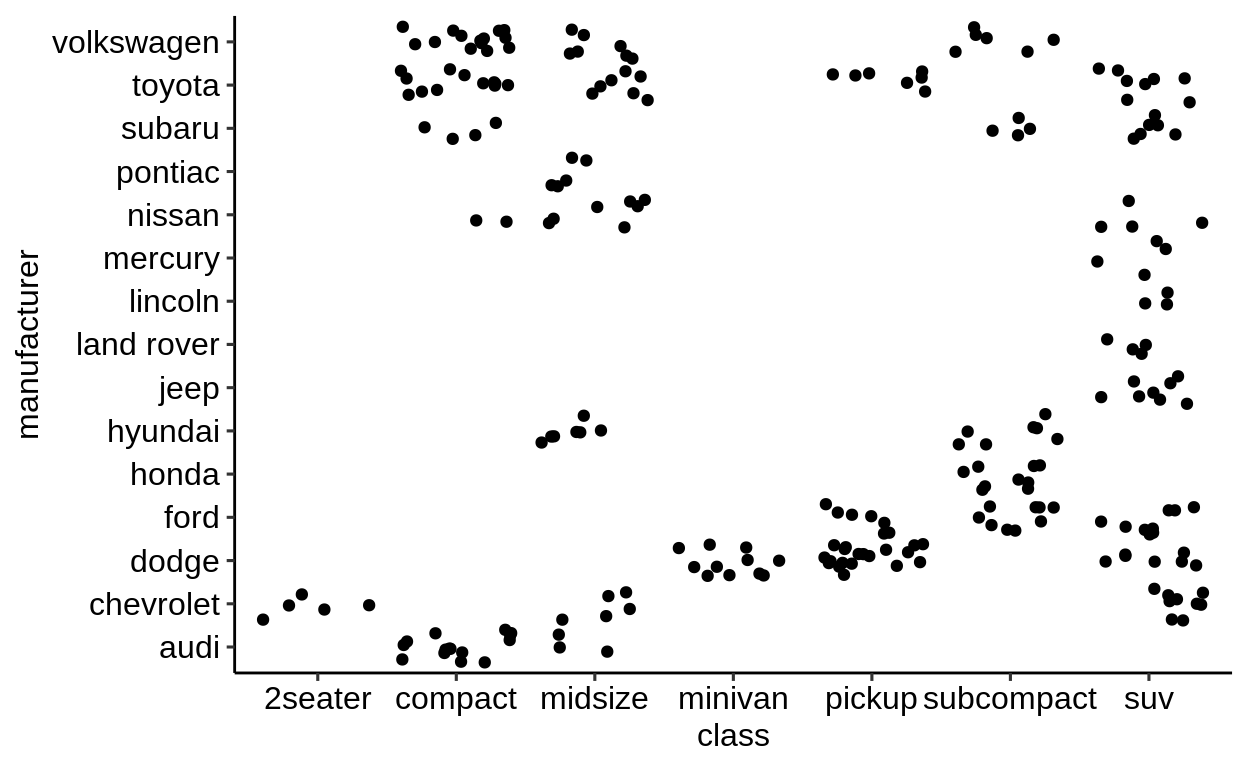 manufacturer
volkswagen
toyota
subaru
pontiac
nissan
mercury
lincoln
land rover
jeep
hyundai
honda
ford
dodge
chevrolet
audi
2seater compact midsize minivan pickup subcompact suv
class